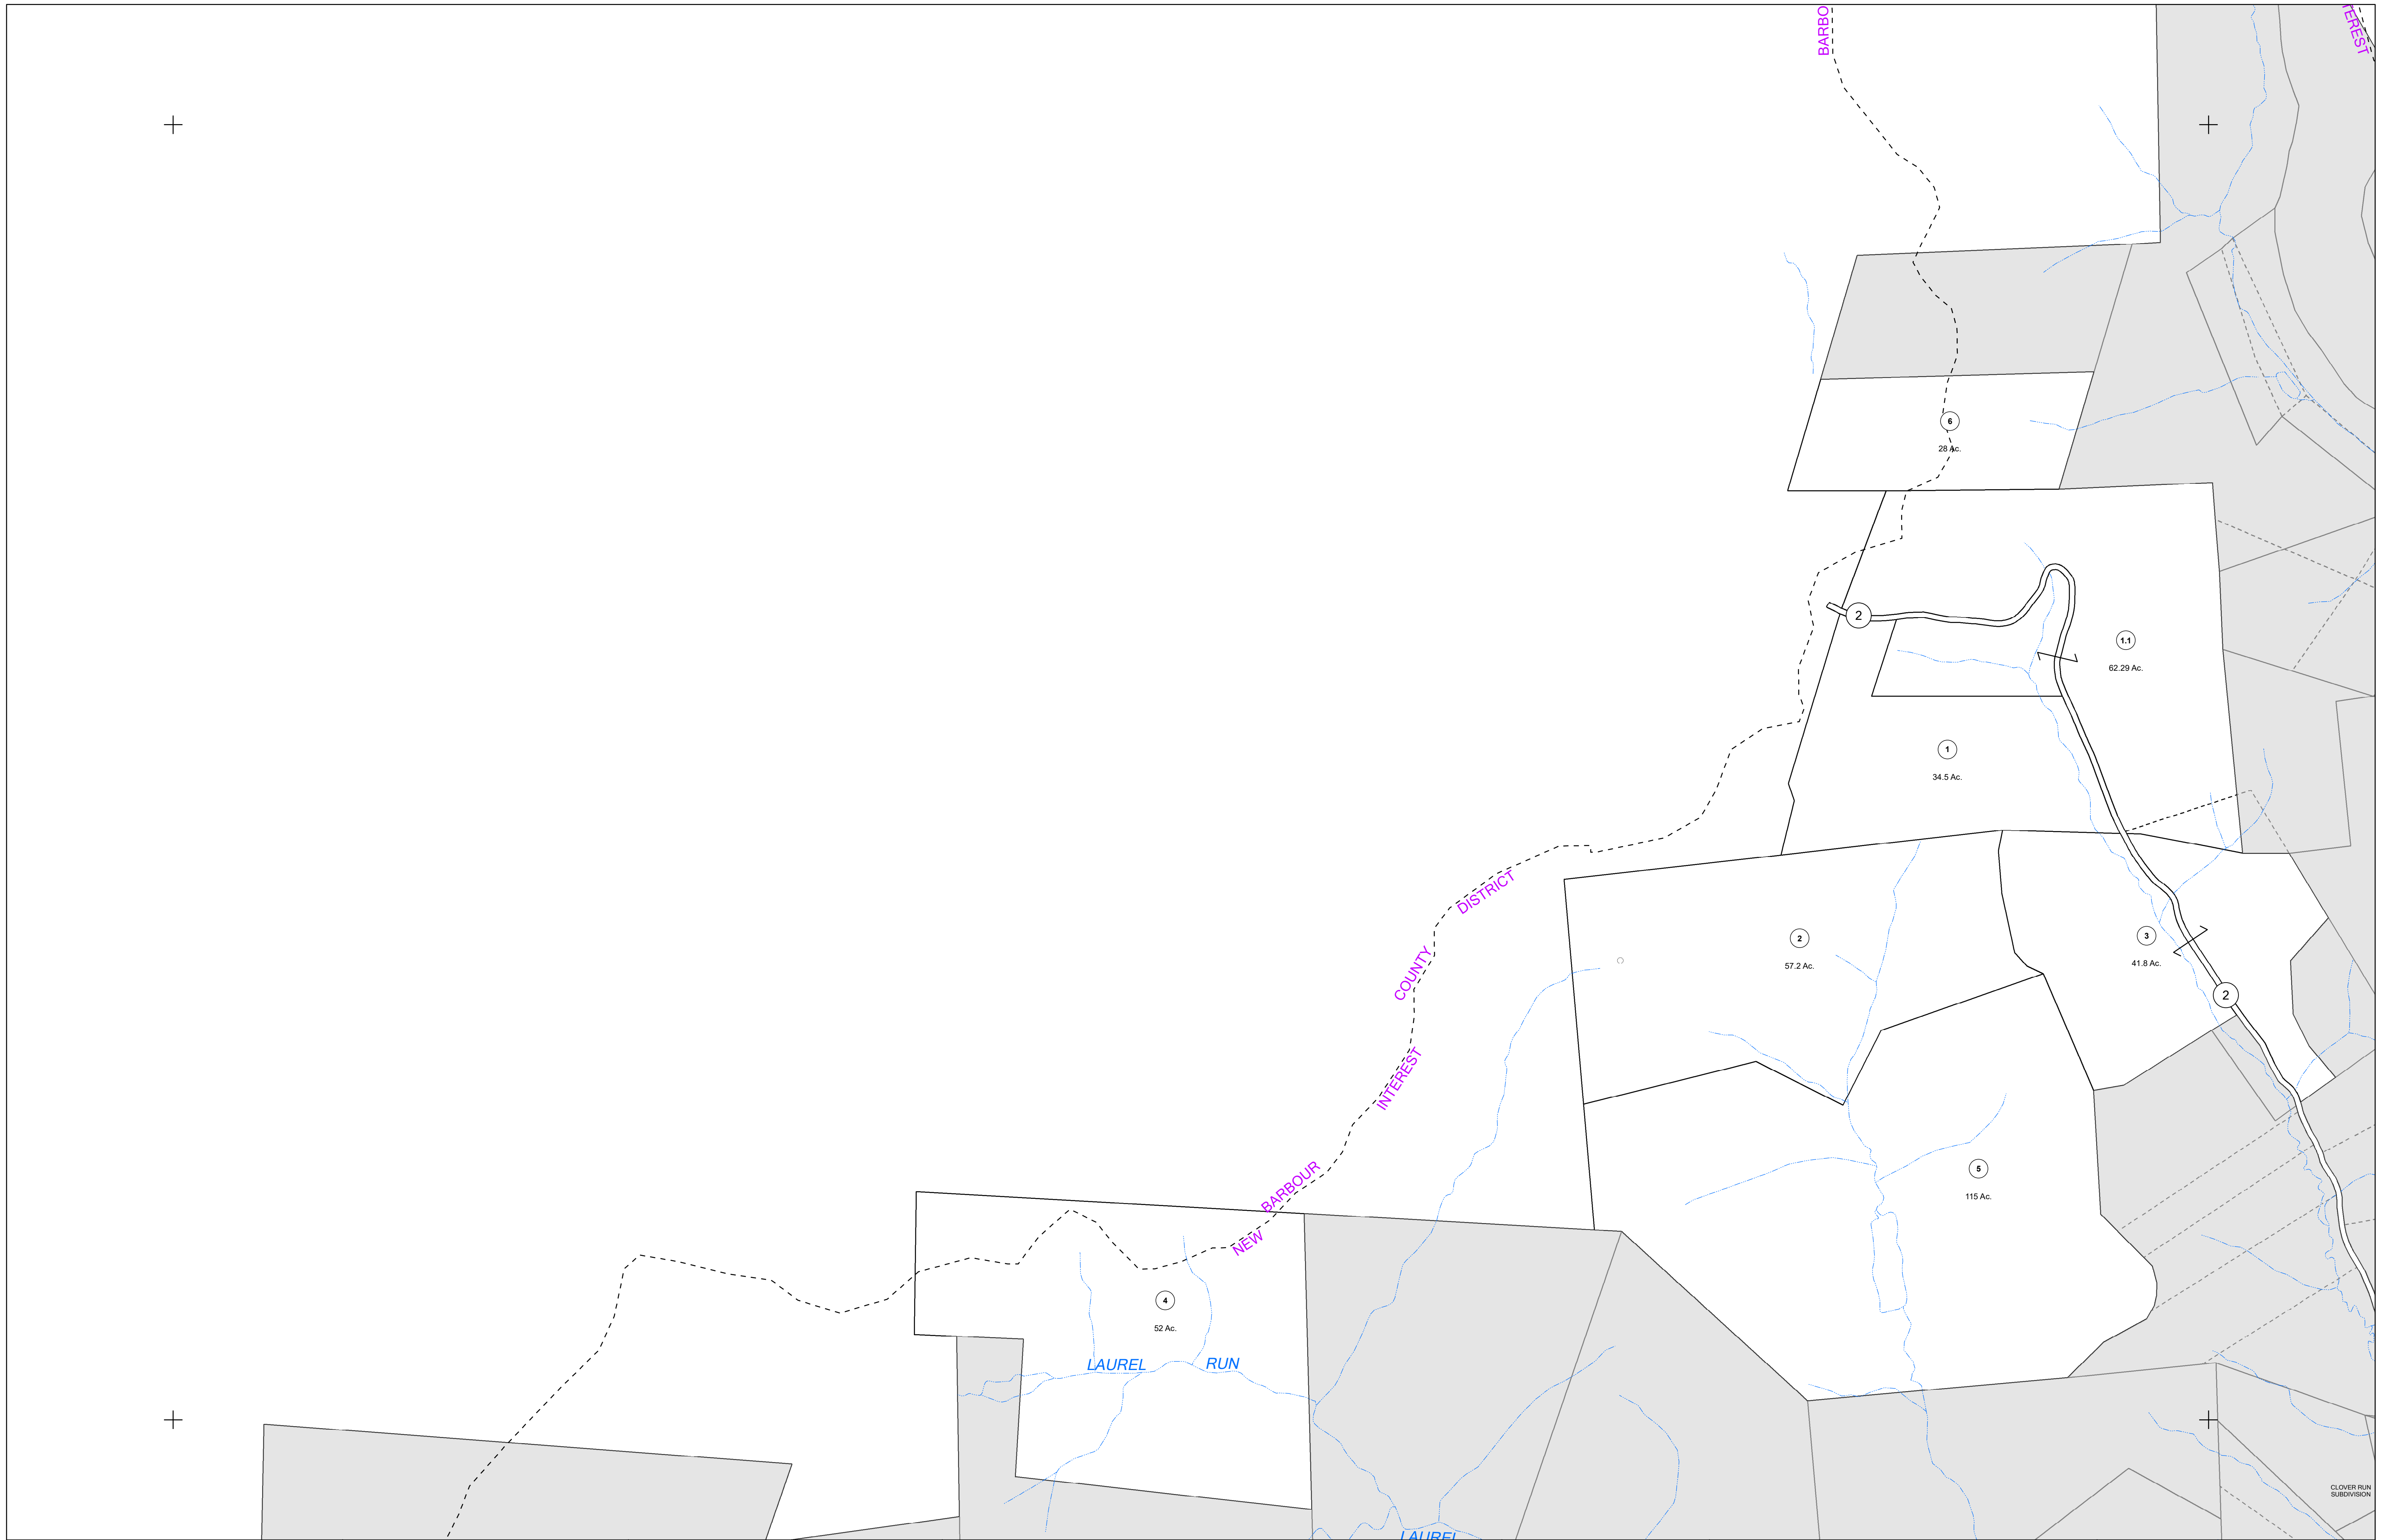 BARBO
TEREST
6
28 Ac.
2
1.1
62.29 Ac.
1
34.5 Ac.
DISTRICT
COUNTY
INTEREST
BARBOUR
NEW
2
57.2 Ac.
3
41.8 Ac.
2
5
115 Ac.
4
52 Ac.
LAUREL RUN
CLOVER RUN
SUBDIVISION
LAUREL